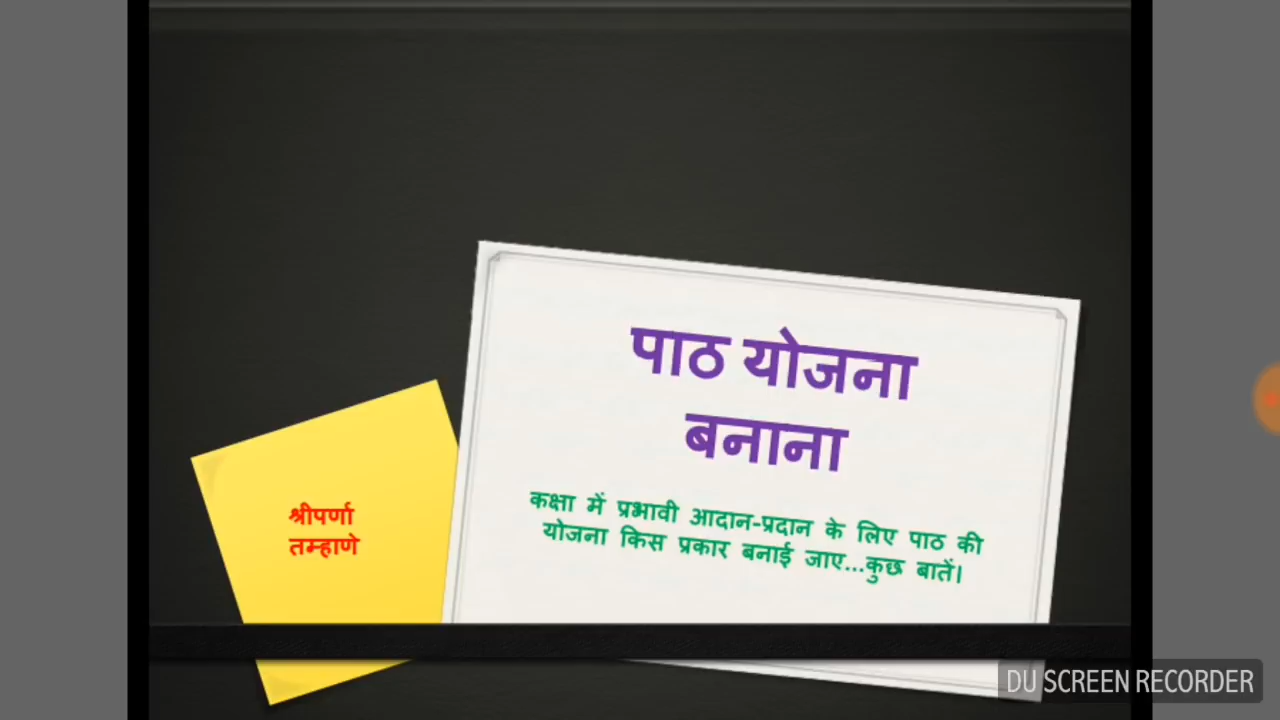 पाठ योजना
बनाना
कक्षा में प्रभावी आदान-प्रदान के लिए पाठ की
योजना किस प्रकार बनाई जाए...कुछ बातें।
श्रीपर्णा
तम्हाणे
DU SCREEN RECORDER